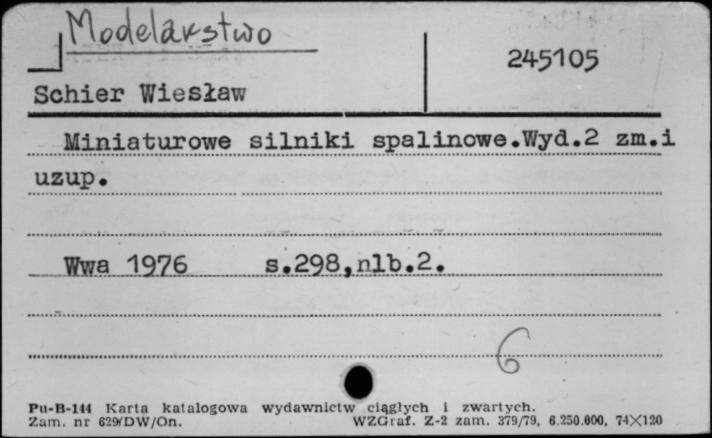 Modelarstwo
245105
Schier Wiesław
Miniaturowe silniki spalinowe.Wyd.2 zm.i
uzup.
Wwa 1976 s.298,nlb.2.
6
Pu-B-144 Karta katalogowa wydawnictw ciągłych i zwartych.
Zam. nr 629/DW/On. WZGraf. Z-2 zam. 379/79, 6.250.000, 74×120